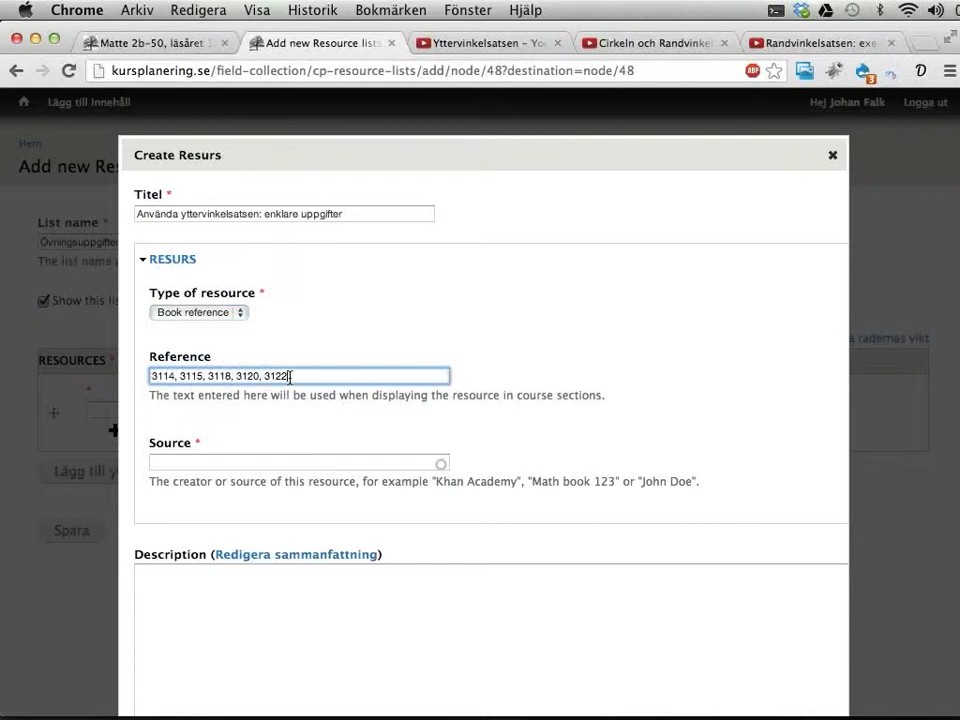 Chrome Arkiv Redigera Visa Historik Bokmärken Fönster Hjälp
Matte 2b-50, läsåret 1 Add new Resource lists Yttervinkelsatsen – Yo Cirkeln och Randvinkel Randvinkelsatsen: exe
kursplanering.se/field-collection/cp-resource-lists/add/node/48?destination=node/48
ABP 3
Lägg till innehåll Hej Johan Falk Logga ut
Hem
Add new Res
Create Resurs
Titel *
Använda yttervinkelsatsen: enklare uppgifter
List name *
Övningsuppgifter
The list name
RESURS
Type of resource *
Show this lis
Book reference
radernas vikt
Reference
RESOURCES
3114, 3115, 3118, 3120, 3122
The text entered here will be used when displaying the resource in course sections.
*
Source *
Lägg till y
The creator or source of this resource, for example "Khan Academy", "Math book 123" or "John Doe".
Spara
Description (Redigera sammanfattning)